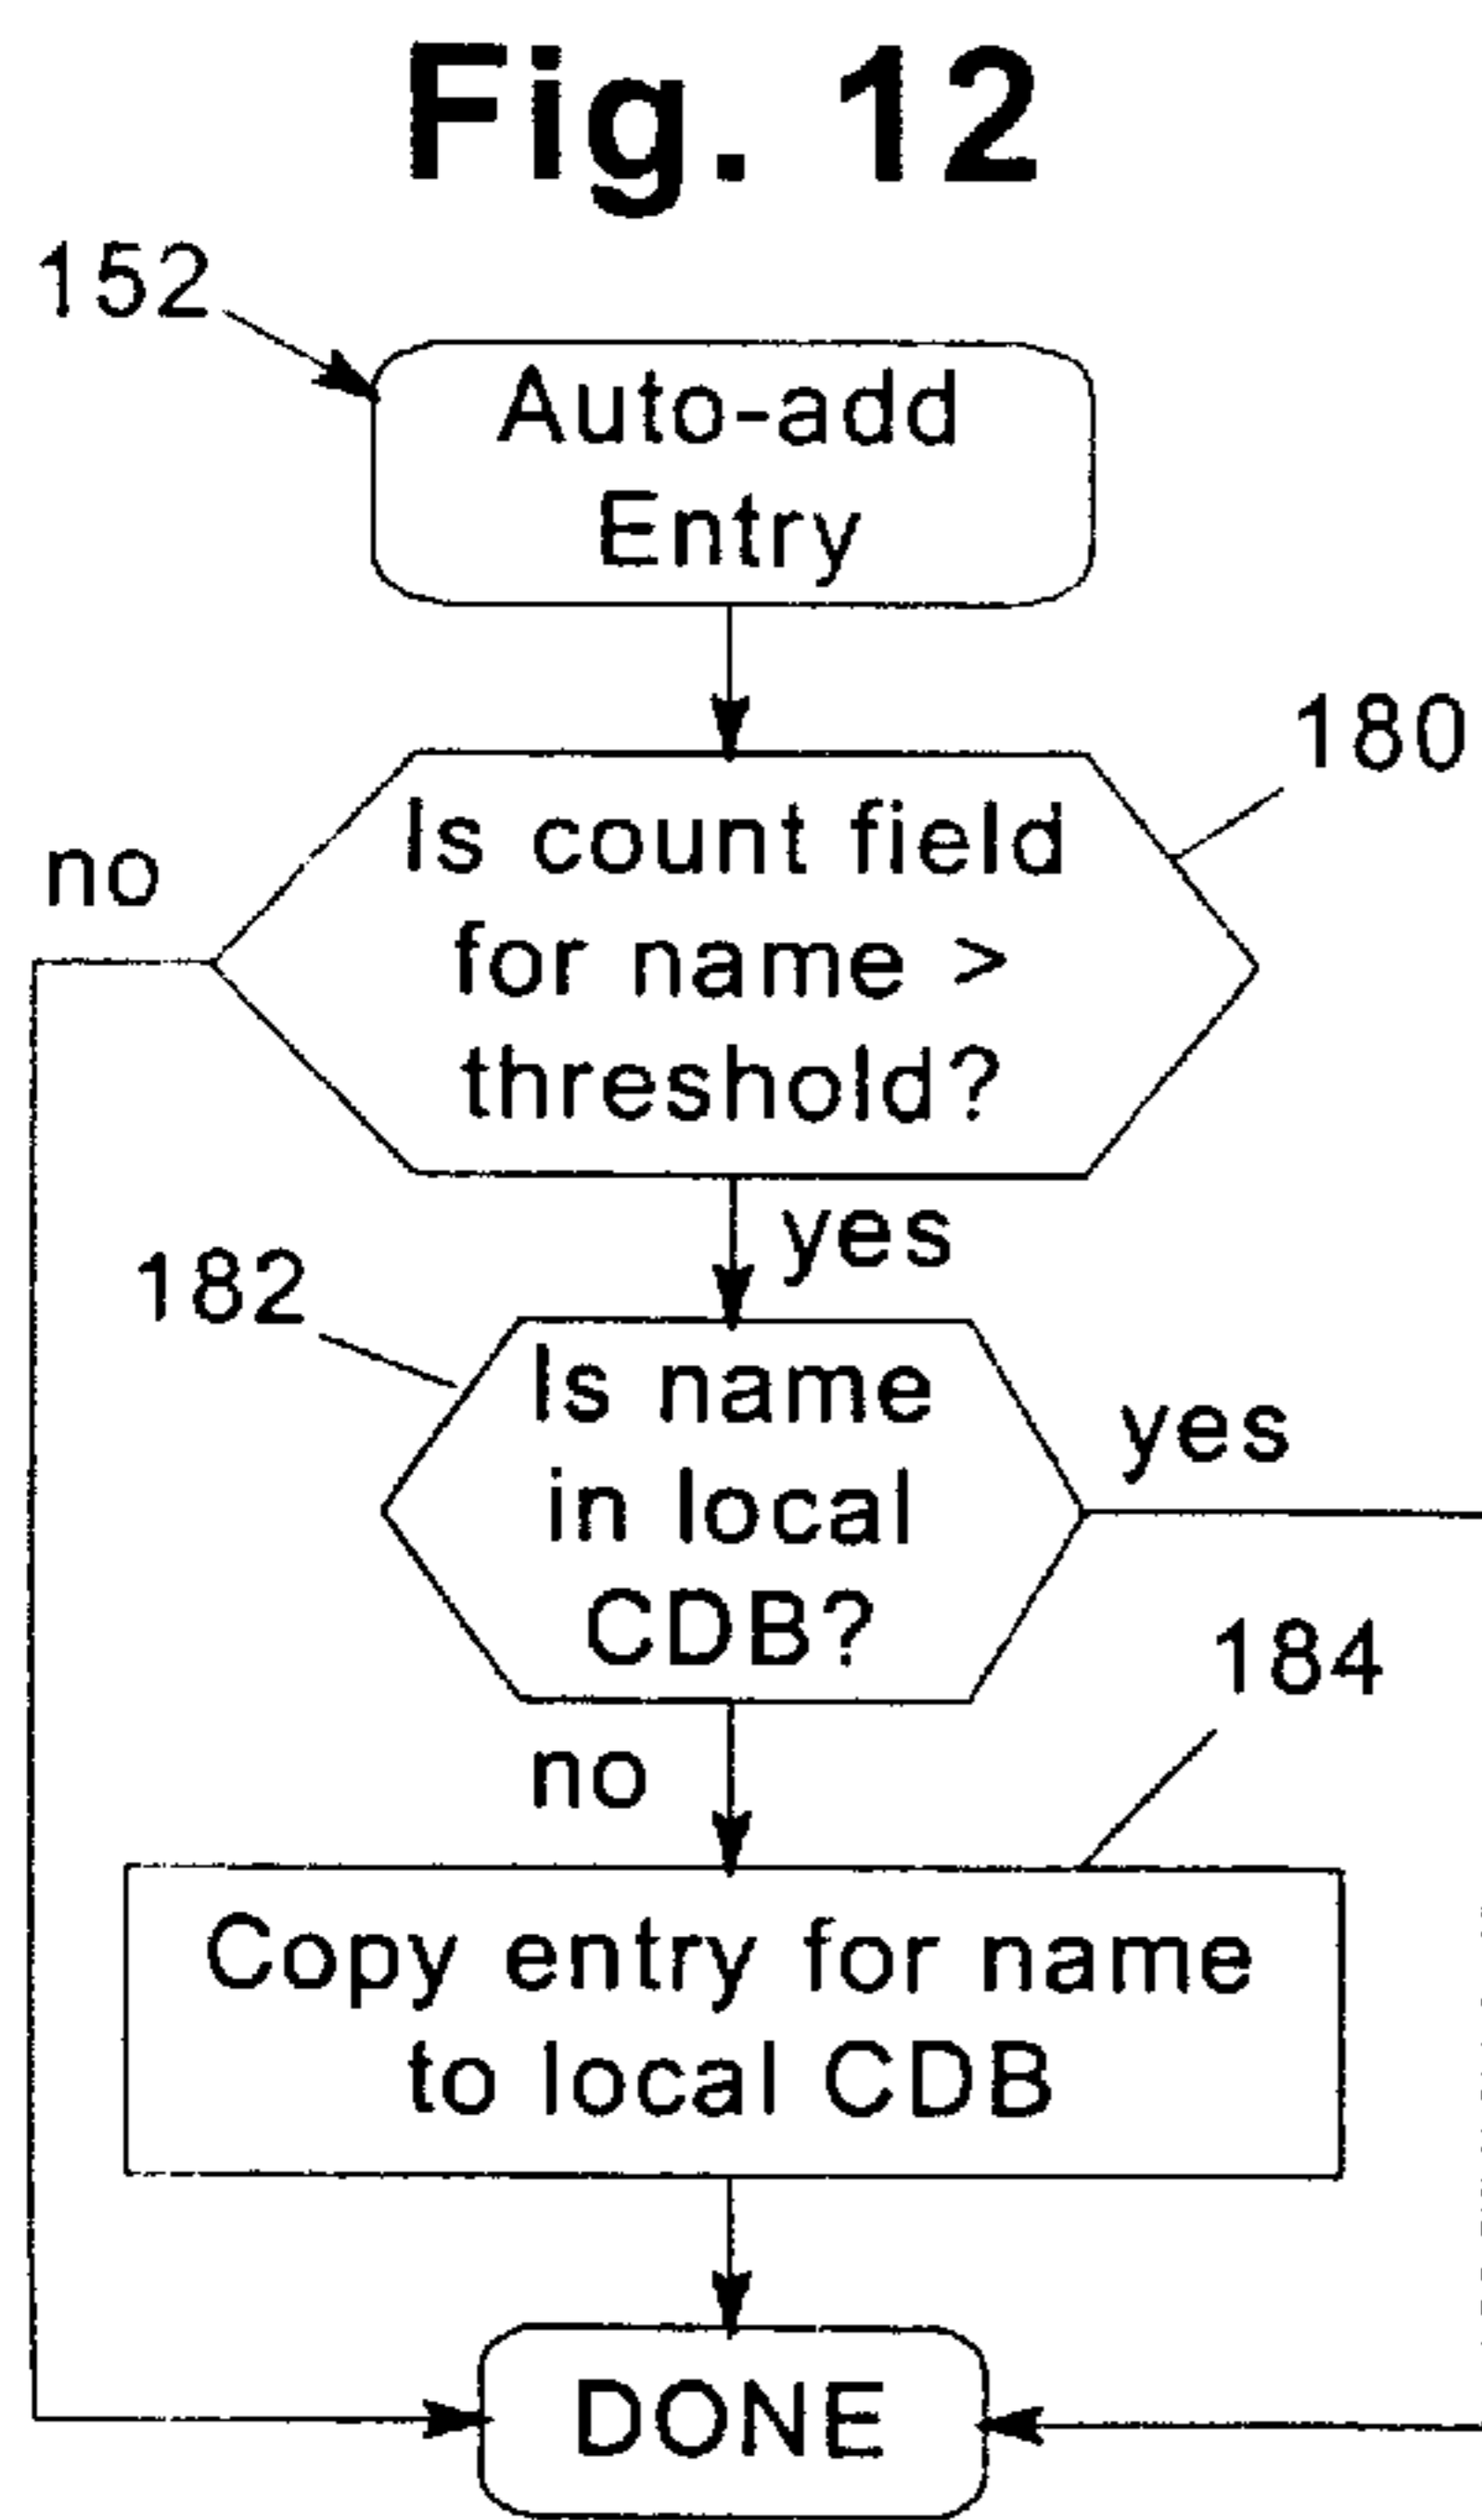 Fig. 12
152
Auto-add
Entry
180
Is count field
for name >
threshold?
no
yes
182
Is name
in local
CDB?
yes
184
no
Copy entry for name
to local CDB
DONE